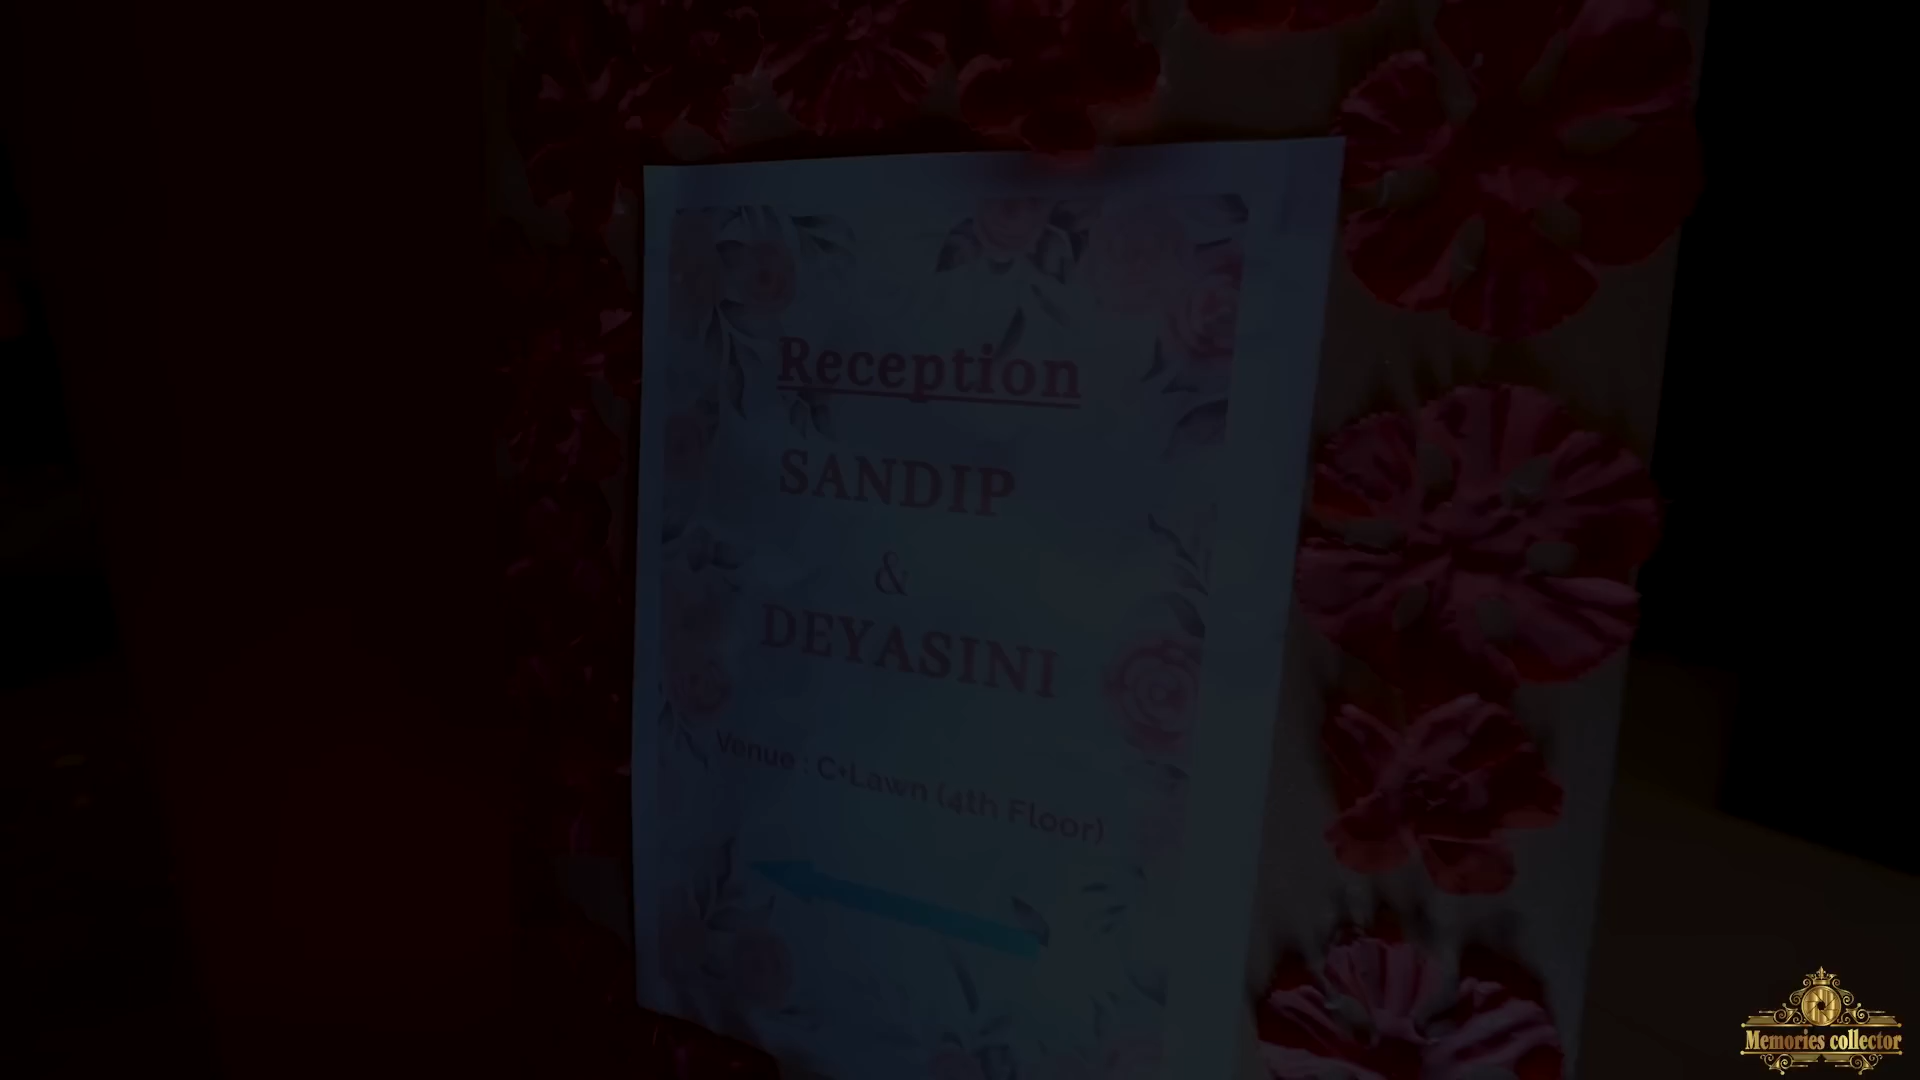 Reception
SANDIP
&
DEYASINI
Venue : C+Lawn (4th Floor)
Memories collector